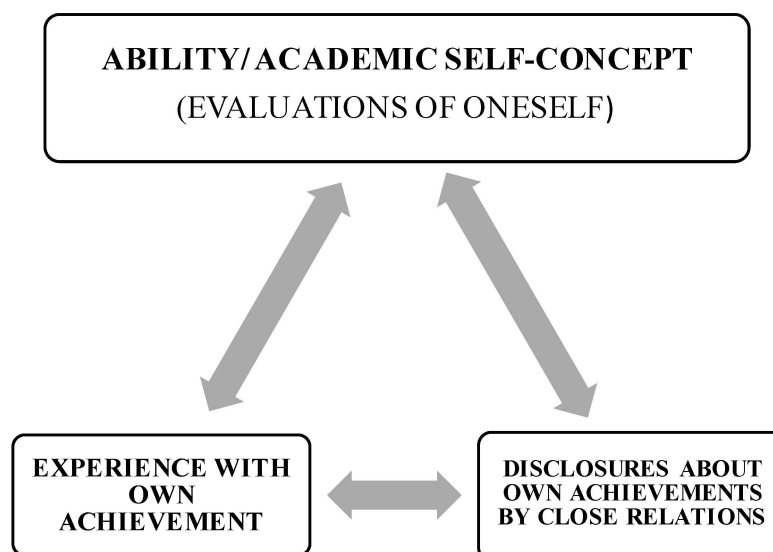 ABILITY/ ACADEMIC SELF-CONCEPT
(EVALUATIONS OF ONESELF)
EXPERIENCE WITH
OWN
ACHIEVEMENT
DISCLOSURES ABOUT
OWN ACHIEVEMENTS
BY CLOSE RELATIONS